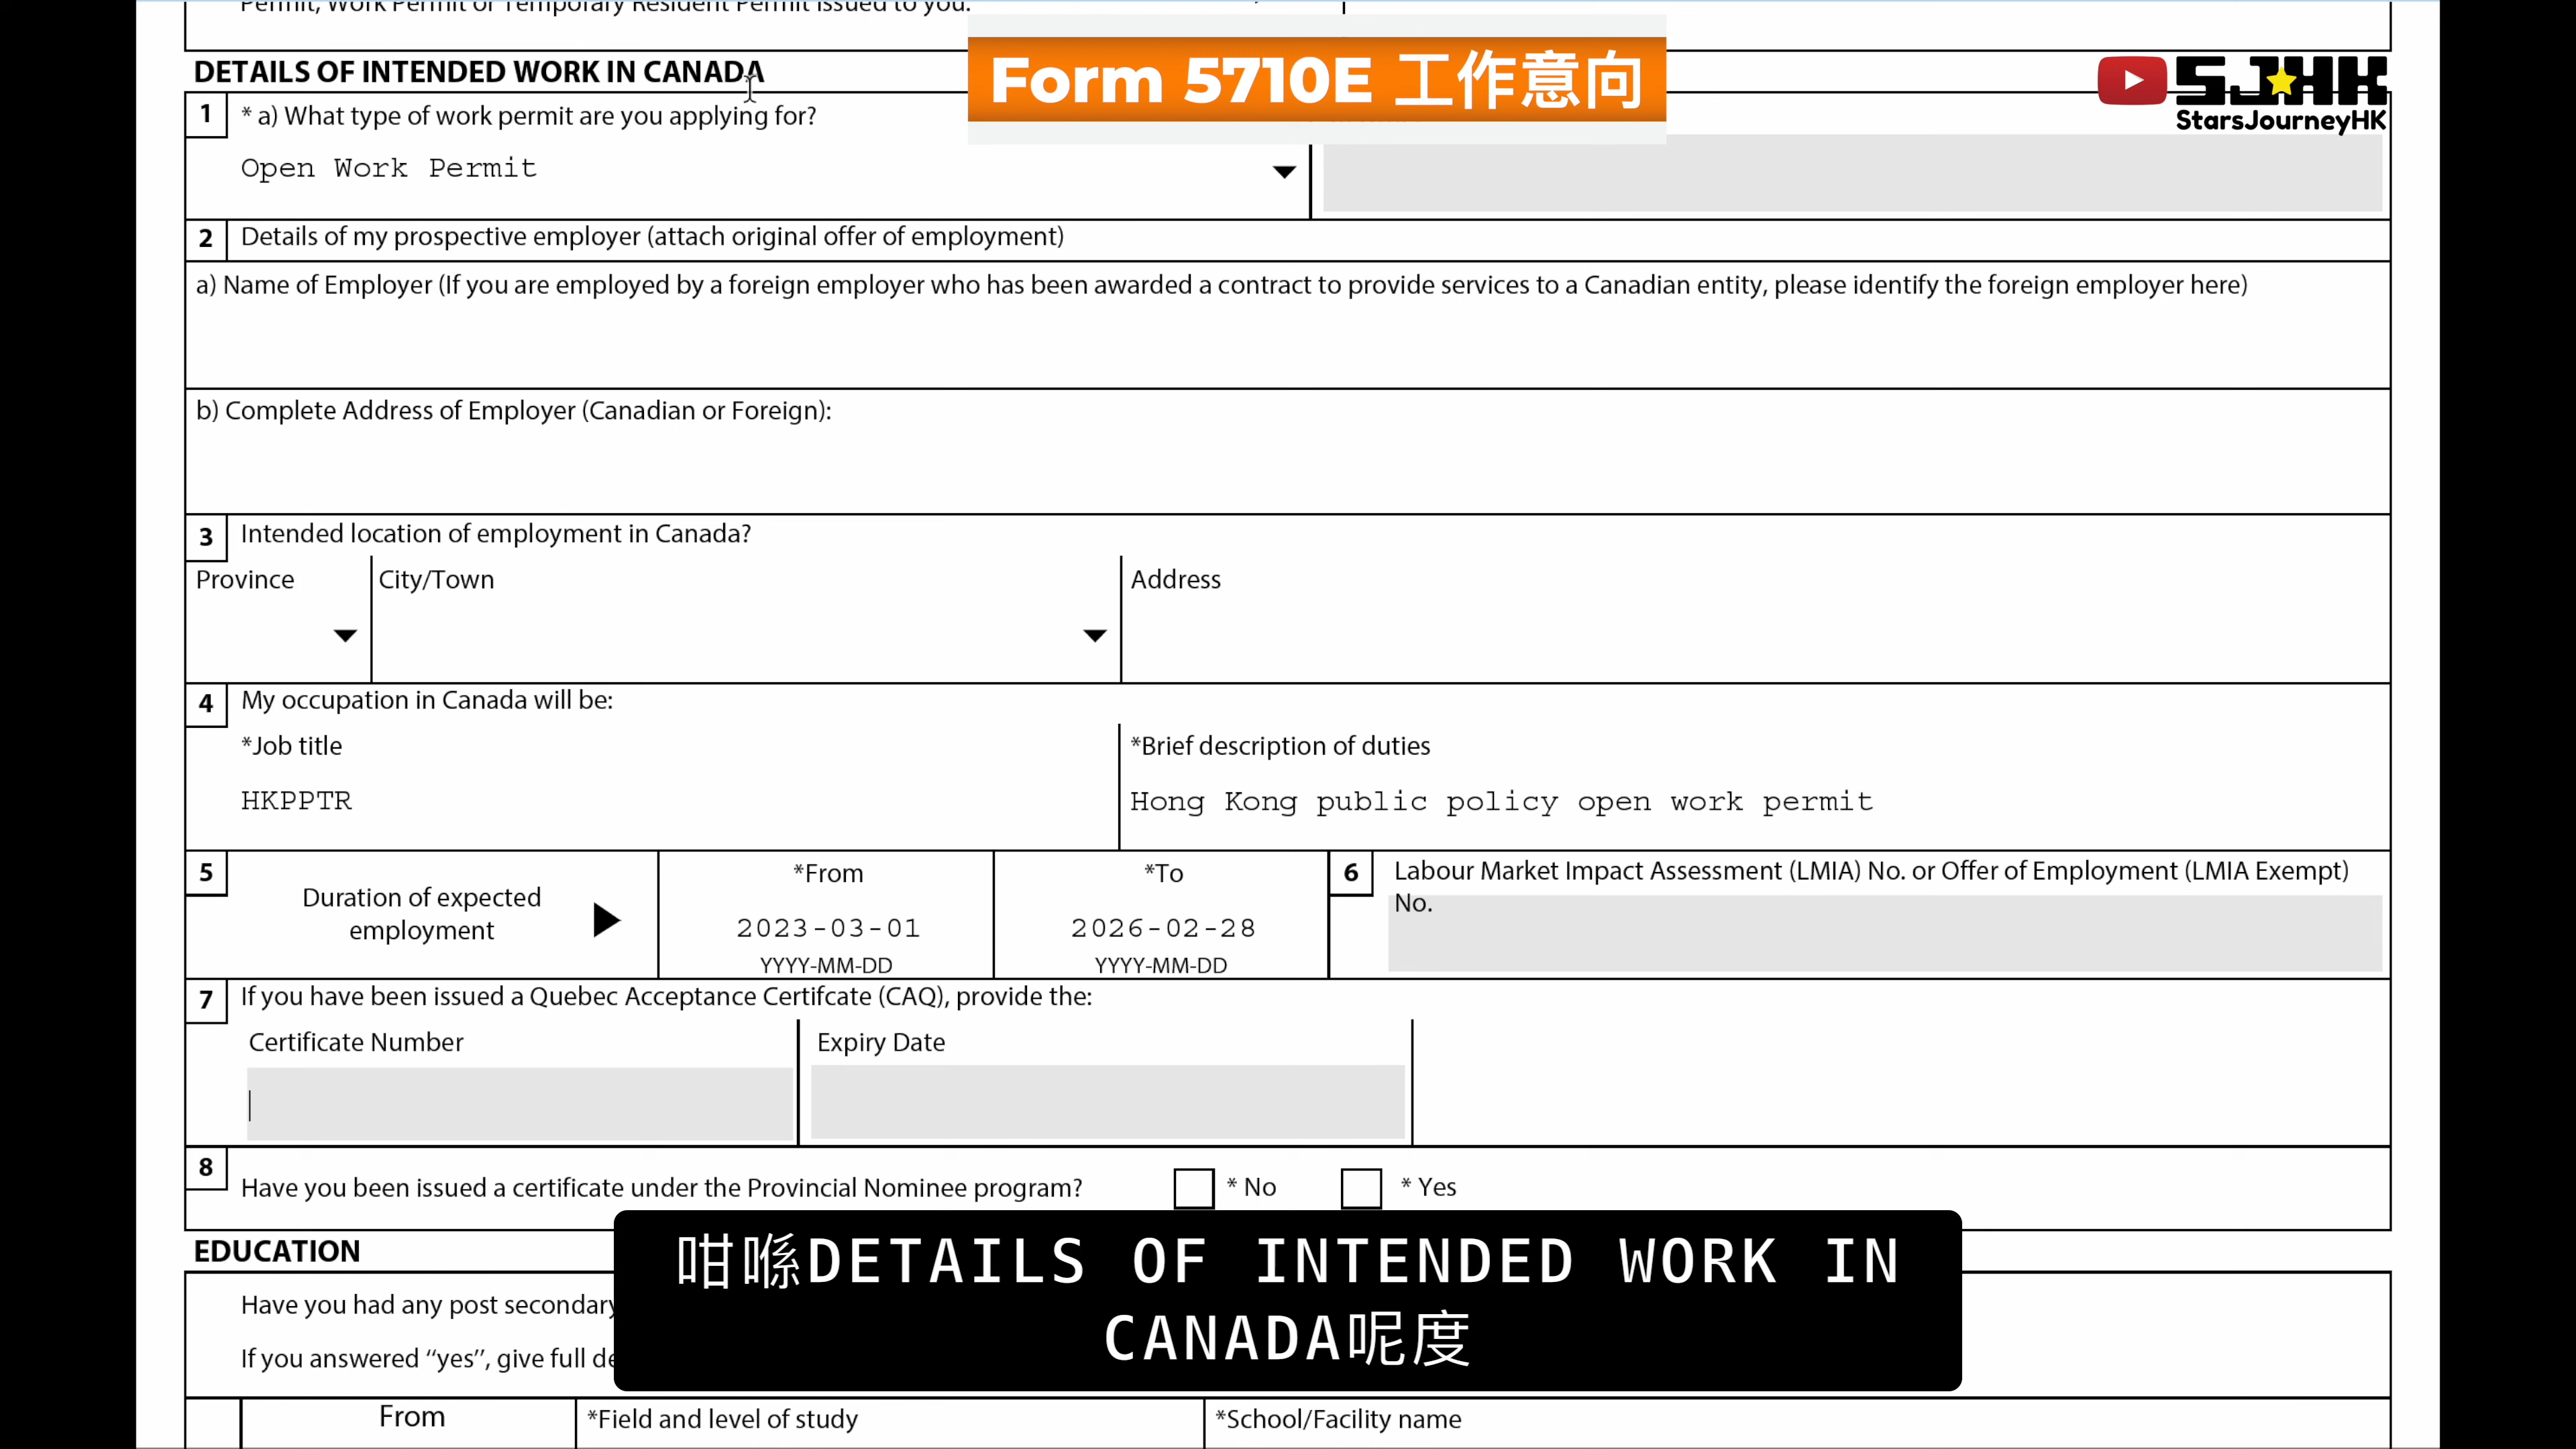 Permit, Work Permit or Temporary Resident Permit issued to you.
DETAILS OF INTENDED WORK IN CANADA
Form 5710E 工作意向
SJHK
StarsJourneyHK
1 * a) What type of work permit are you applying for?
Open Work Permit
2 Details of my prospective employer (attach original offer of employment)
a) Name of Employer (If you are employed by a foreign employer who has been awarded a contract to provide services to a Canadian entity, please identify the foreign employer here)
b) Complete Address of Employer (Canadian or Foreign):
3 Intended location of employment in Canada?
Province City/Town Address
4 My occupation in Canada will be:
*Job title *Brief description of duties
HKPPTR Hong Kong public policy open work permit
5 Duration of expected
employment
*From *To
2023-03-01 2026-02-28
YYYY-MM-DD YYYY-MM-DD
6 Labour Market Impact Assessment (LMIA) No. or Offer of Employment (LMIA Exempt)
No.
7 If you have been issued a Quebec Acceptance Certifcate (CAQ), provide the:
Certificate Number Expiry Date
8 Have you been issued a certificate under the Provincial Nominee program? * No * Yes
EDUCATION
Have you had any post secondary
If you answered “yes”, give full de
From *Field and level of study *School/Facility name
咁喺DETAILS OF INTENDED WORK IN
CANADA呢度